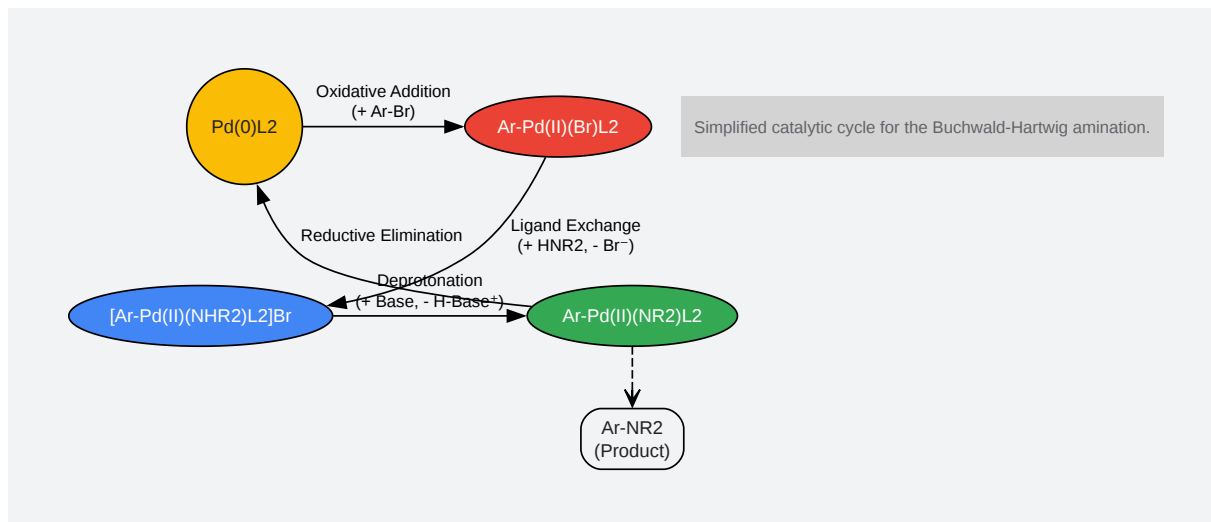 Oxidative Addition
(+ Ar-Br)
Pd(0)L2
Ar-Pd(II)(Br)L2
Simplified catalytic cycle for the Buchwald-Hartwig amination.
Reductive Elimination
Ligand Exchange
(+ HNR2, - Br⁻)
Deprotonation
(+ Base, - H-Base⁺)
[Ar-Pd(II)(NHR2)L2]Br
Ar-Pd(II)(NR2)L2
Ar-NR2
(Product)